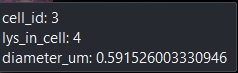 cell_id: 3
lys_in_cell: 4
diameter_um: 0.591526003330946